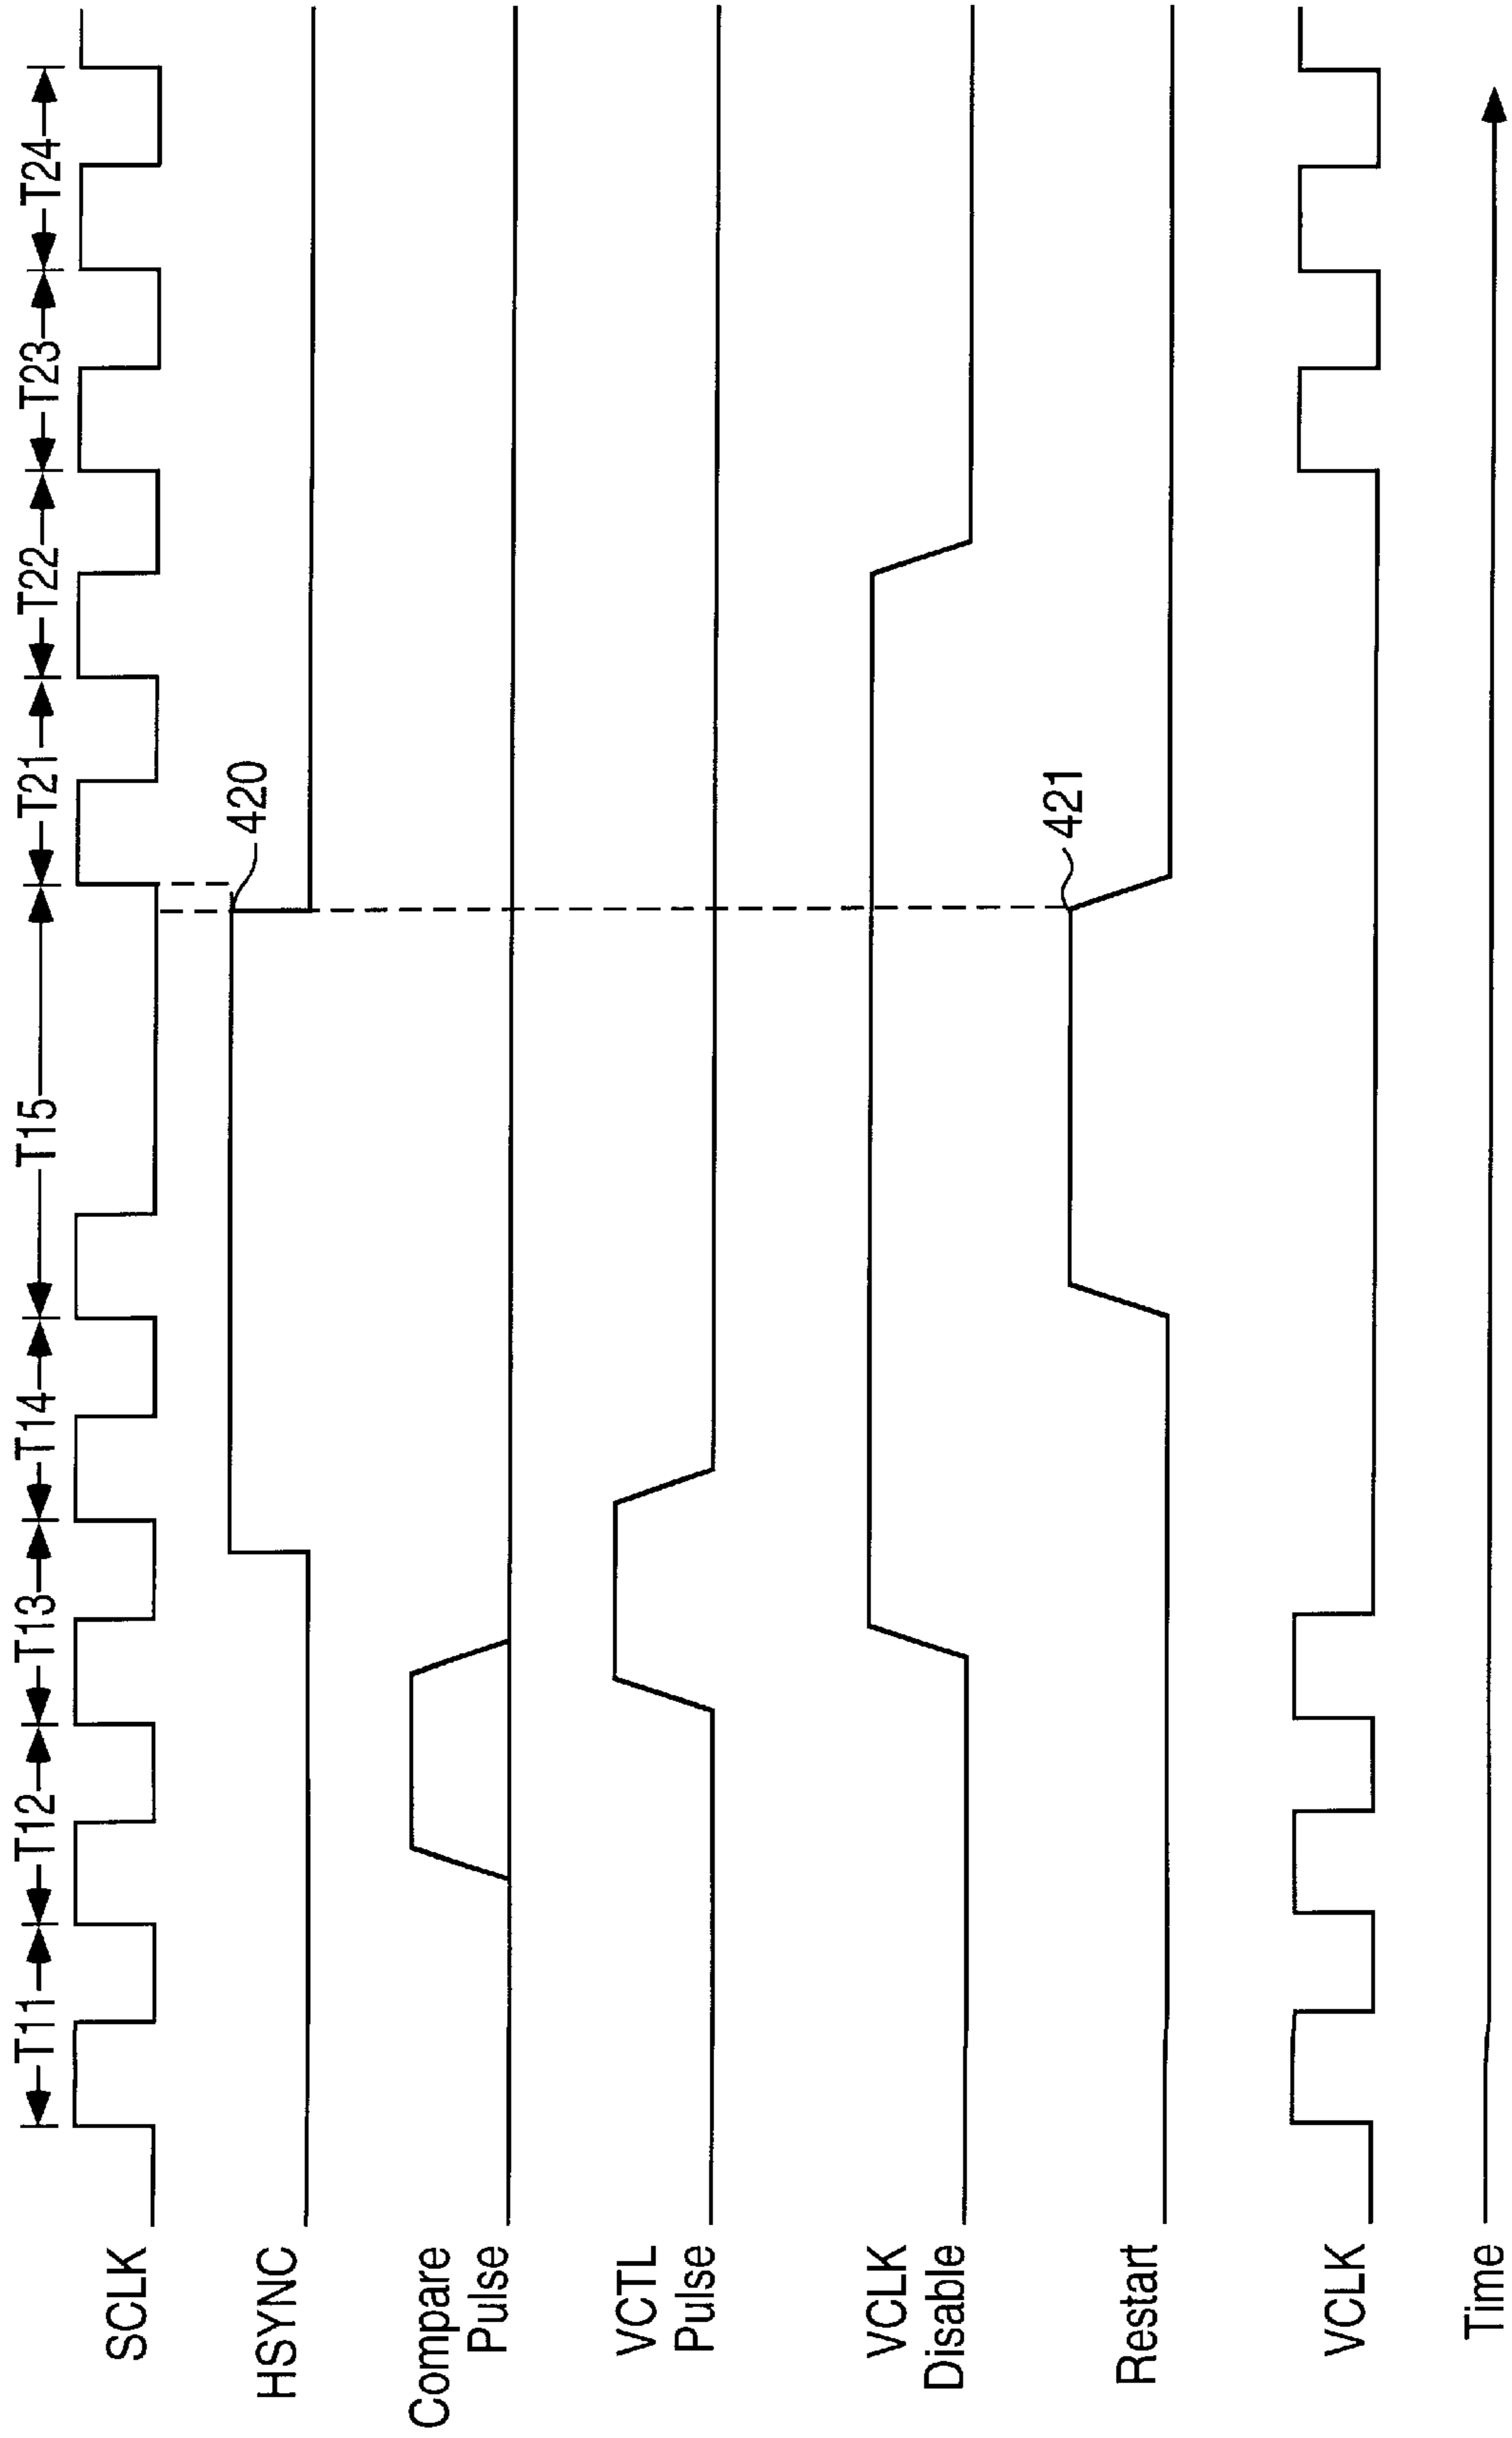 T11 T12 T13 T14 T15 T21 T22 T23 T24
SCLK
HSYNC
420
Compare
Pulse
VCTL
Pulse
VCLK
Disable
Restart
421
VCLK
Time